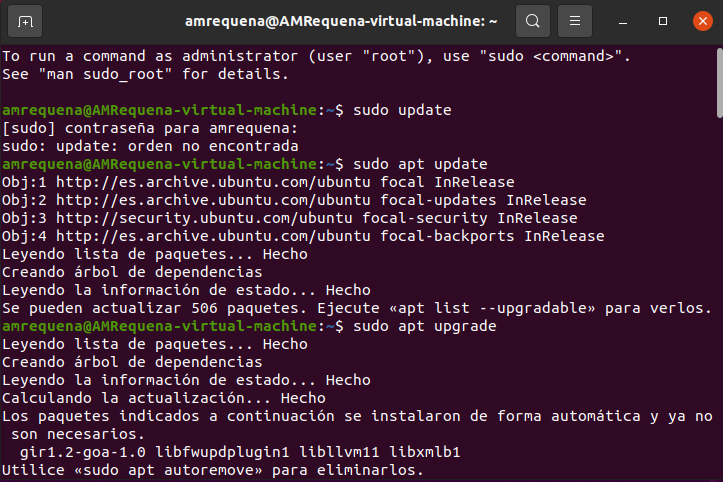 amrequena@AMRequena-virtual-machine: ~
To run a command as administrator (user "root"), use "sudo <command>".
See "man sudo_root" for details.
amrequena@AMRequena-virtual-machine:~$ sudo update
[sudo] contraseña para amrequena:
sudo: update: orden no encontrada
amrequena@AMRequena-virtual-machine:~$ sudo apt update
Obj:1 http://es.archive.ubuntu.com/ubuntu focal InRelease
Obj:2 http://es.archive.ubuntu.com/ubuntu focal-updates InRelease
Obj:3 http://security.ubuntu.com/ubuntu focal-security InRelease
Obj:4 http://es.archive.ubuntu.com/ubuntu focal-backports InRelease
Leyendo lista de paquetes... Hecho
Creando árbol de dependencias
Leyendo la información de estado... Hecho
Se pueden actualizar 506 paquetes. Ejecute «apt list --upgradable» para verlos.
amrequena@AMRequena-virtual-machine:~$ sudo apt upgrade
Leyendo lista de paquetes... Hecho
Creando árbol de dependencias
Leyendo la información de estado... Hecho
Calculando la actualización... Hecho
Los paquetes indicados a continuación se instalaron de forma automática y ya no
son necesarios.
gir1.2-goa-1.0 libfwupdplugin1 libllvm11 libxmlb1
Utilice «sudo apt autoremove» para eliminarlos.